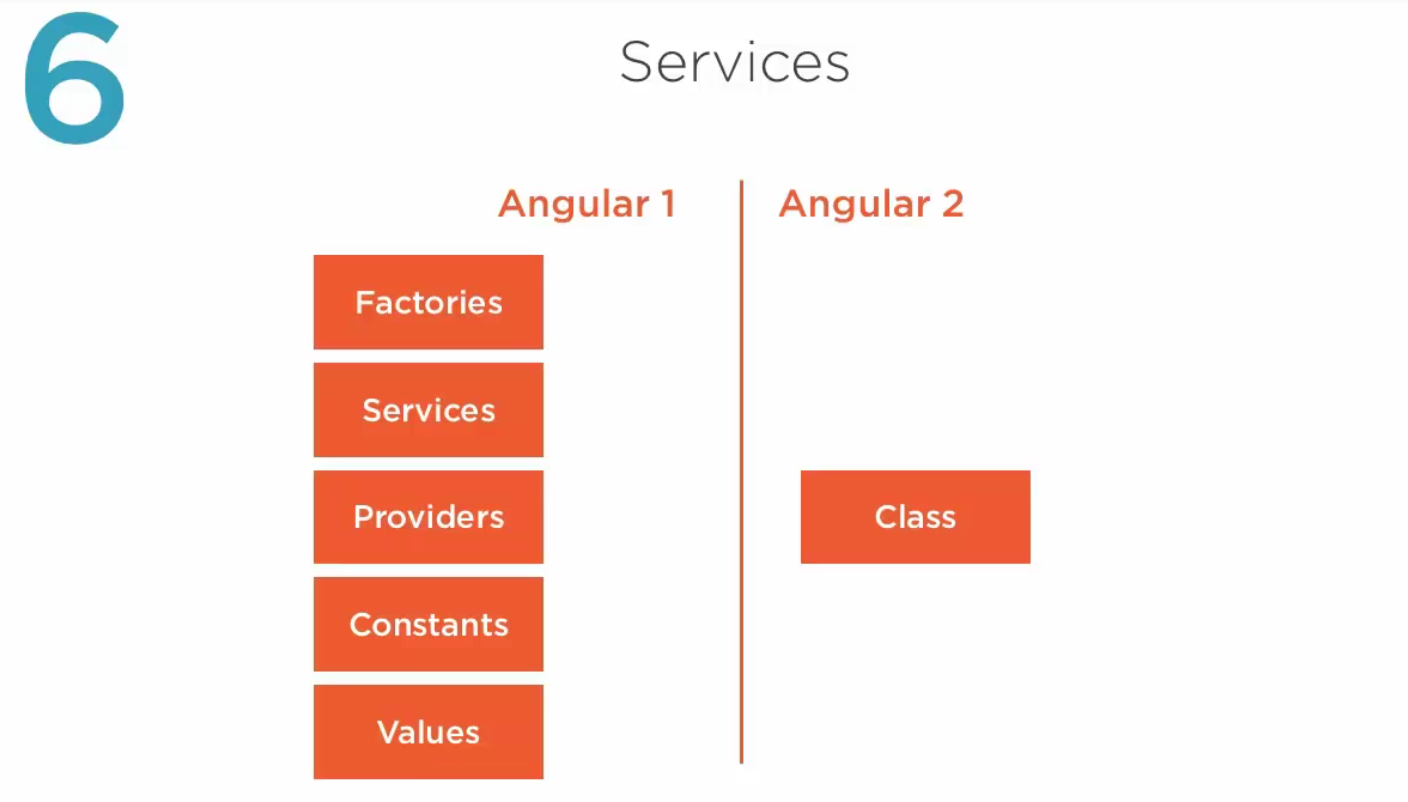 6
Services
Angular 1
Angular 2
Factories
Services
Providers
Class
Constants
Values